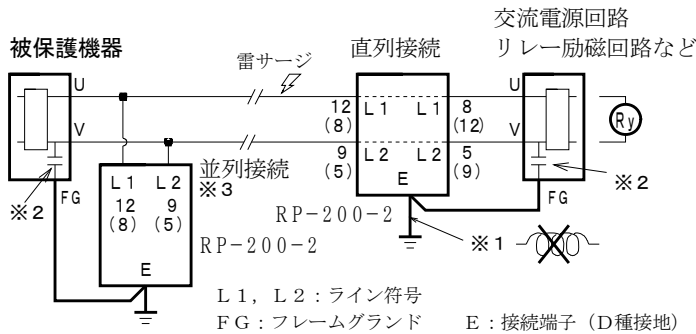 交流電源回路
被保護機器
直列接続
リレー励磁回路など
雷サージ
U
U
12
(8)
L1
L1
8
(12)
Ry
V
V
9
(5)
L2
L2
5
(9)
並列接続
※3
E
※2
FG
L1
L2
12
(8)
9
(5)
RP-200-2
FG
※2
RP-200-2
※1
E
L1，L2：ライン符号
FG：フレームグランド
E：接続端子（D種接地）